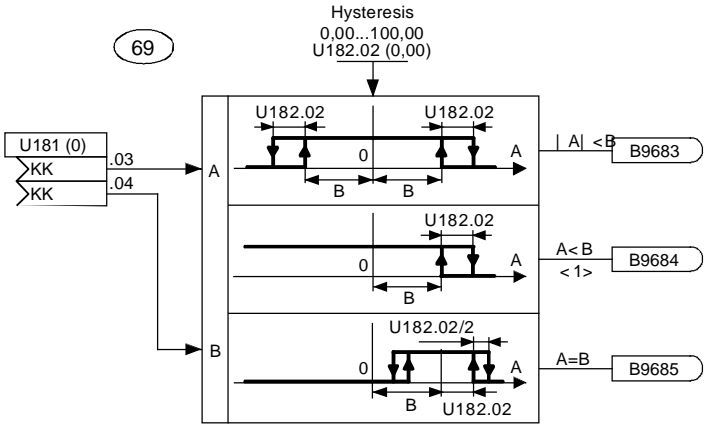 Hysteresis
0,00...100,00
U182.02 (0,00)
69
U181 (0)
KK
.03
KK
.04
A
B
U182.02
U182.02
0
A
B
B
| A| <B
B9683
U182.02
0
A
B
A<B
<1>
B9684
U182.02/2
0
A
B
U182.02
A=B
B9685